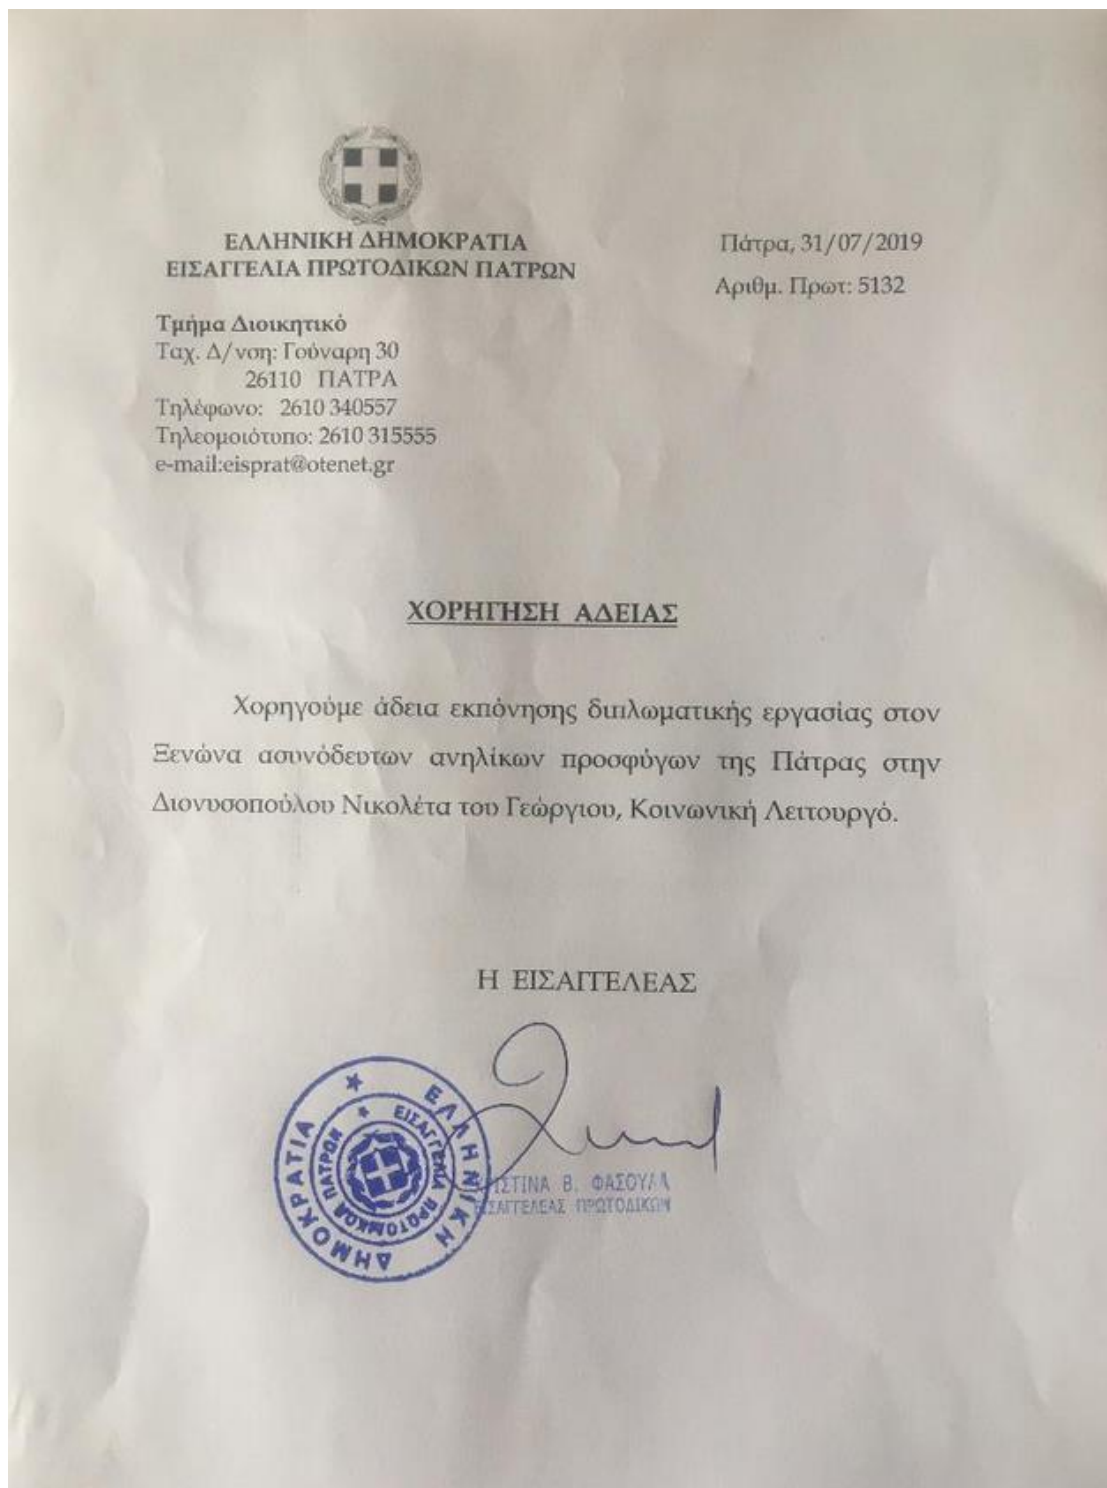 ΕΛΛΗΝΙΚΗ ΔΗΜΟΚΡΑΤΙΑ
ΕΙΣΑΓΓΕΛΙΑ ΠΡΩΤΟΔΙΚΩΝ ΠΑΤΡΩΝ
Πάτρα, 31/07/2019
Αριθμ. Πρωτ: 5132
Τμήμα Διοικητικό
Ταχ. Δ/νση: Γούναρη 30
26110 ΠΑΤΡΑ
Τηλέφωνο: 2610 340557
Τηλεομοιότυπο: 2610 315555
e-mail:eisprat@otenet.gr
ΧΟΡΗΓΗΣΗ ΑΔΕΙΑΣ
Χορηγούμε άδεια εκπόνησης διπλωματικής εργασίας στον
Ξενώνα ασυνόδευτων ανηλίκων προσφύγων της Πάτρας στην
Διονυσοπούλου Νικολέτα του Γεώργιου, Κοινωνική Λειτουργό.
Η ΕΙΣΑΓΓΕΛΕΑΣ
ΕΛΛΗΝΙΚΗ ΔΗΜΟΚΡΑΤΙΑ
ΕΙΣΑΓΓΕΛΙΑ ΠΡΩΤΟΔΙΚΩΝ ΠΑΤΡΩΝ
Β. ΦΑΣΟΥΛΑ
ΕΙΣΑΓΓΕΛΕΑΣ ΠΡΩΤΟΔΙΚΩΝ